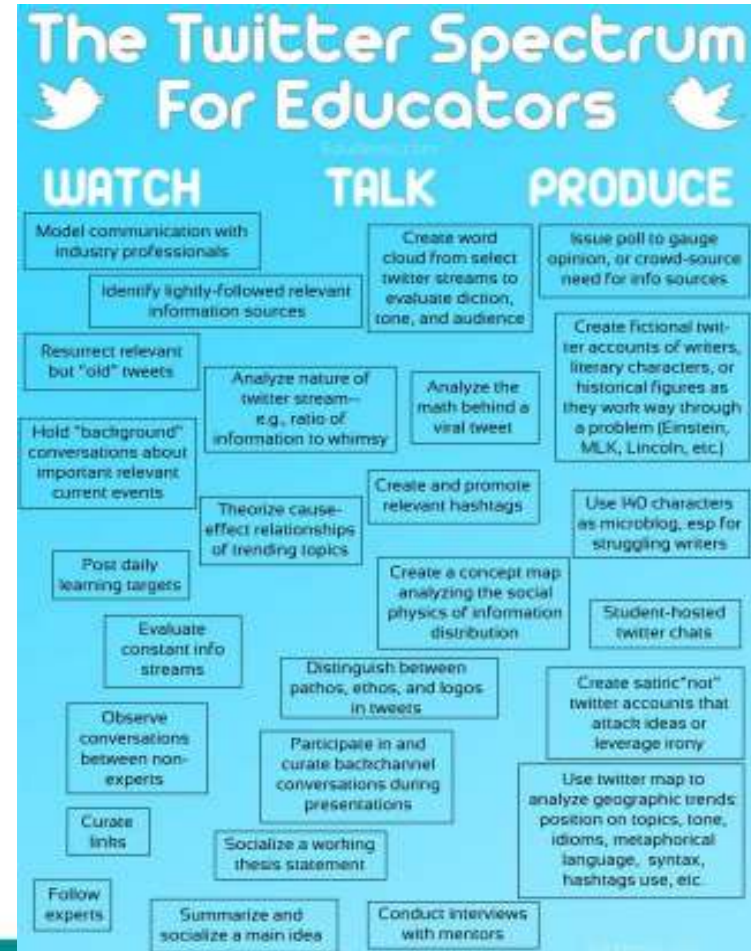 The Twitter Spectrum
For Educators
WATCH
TALK
PRODUCE
Model communication with
industry professionals
Create word
cloud from select
twitter streams to
evaluate diction,
tone, and audience
Issue poll to gauge
opinion, or crowd-source
need for info sources
Identify lightly-followed relevant
information sources
Create fictional twit-
ter accounts of writers,
literary characters, or
historical figures as
they work way through
a problem (Einstein,
MLK, Lincoln, etc.)
Resurrect relevant
but "old" tweets
Analyze nature of
twitter stream--
e.g., ratio of
information to whimsy
Analyze the
math behind a
viral tweet
Hold "background"
conversations about
important relevant
current events
Create and promote
relevant hashtags
Theorize cause-
effect relationships
of trending topics
Use 140 characters
as microblog, esp for
struggling writers
Post daily
learning targets
Create a concept map
analyzing the social
physics of information
distribution
Student-hosted
twitter chats
Evaluate
constant info
streams
Distinguish between
pathos, ethos, and logos
in tweets
Create satiric"not"
twitter accounts that
attack ideas or
leverage irony
Observe
conversations
between non-
experts
Participate in and
curate backchannel
conversations during
presentations
Use twitter map to
analyze geographic trends:
position on topics, tone,
idioms, metaphorical
language, syntax,
hashtags use, etc.
Curate
links
Socialize a working
thesis statement
Follow
experts
Summarize and
socialize a main idea
Conduct interviews
with mentors